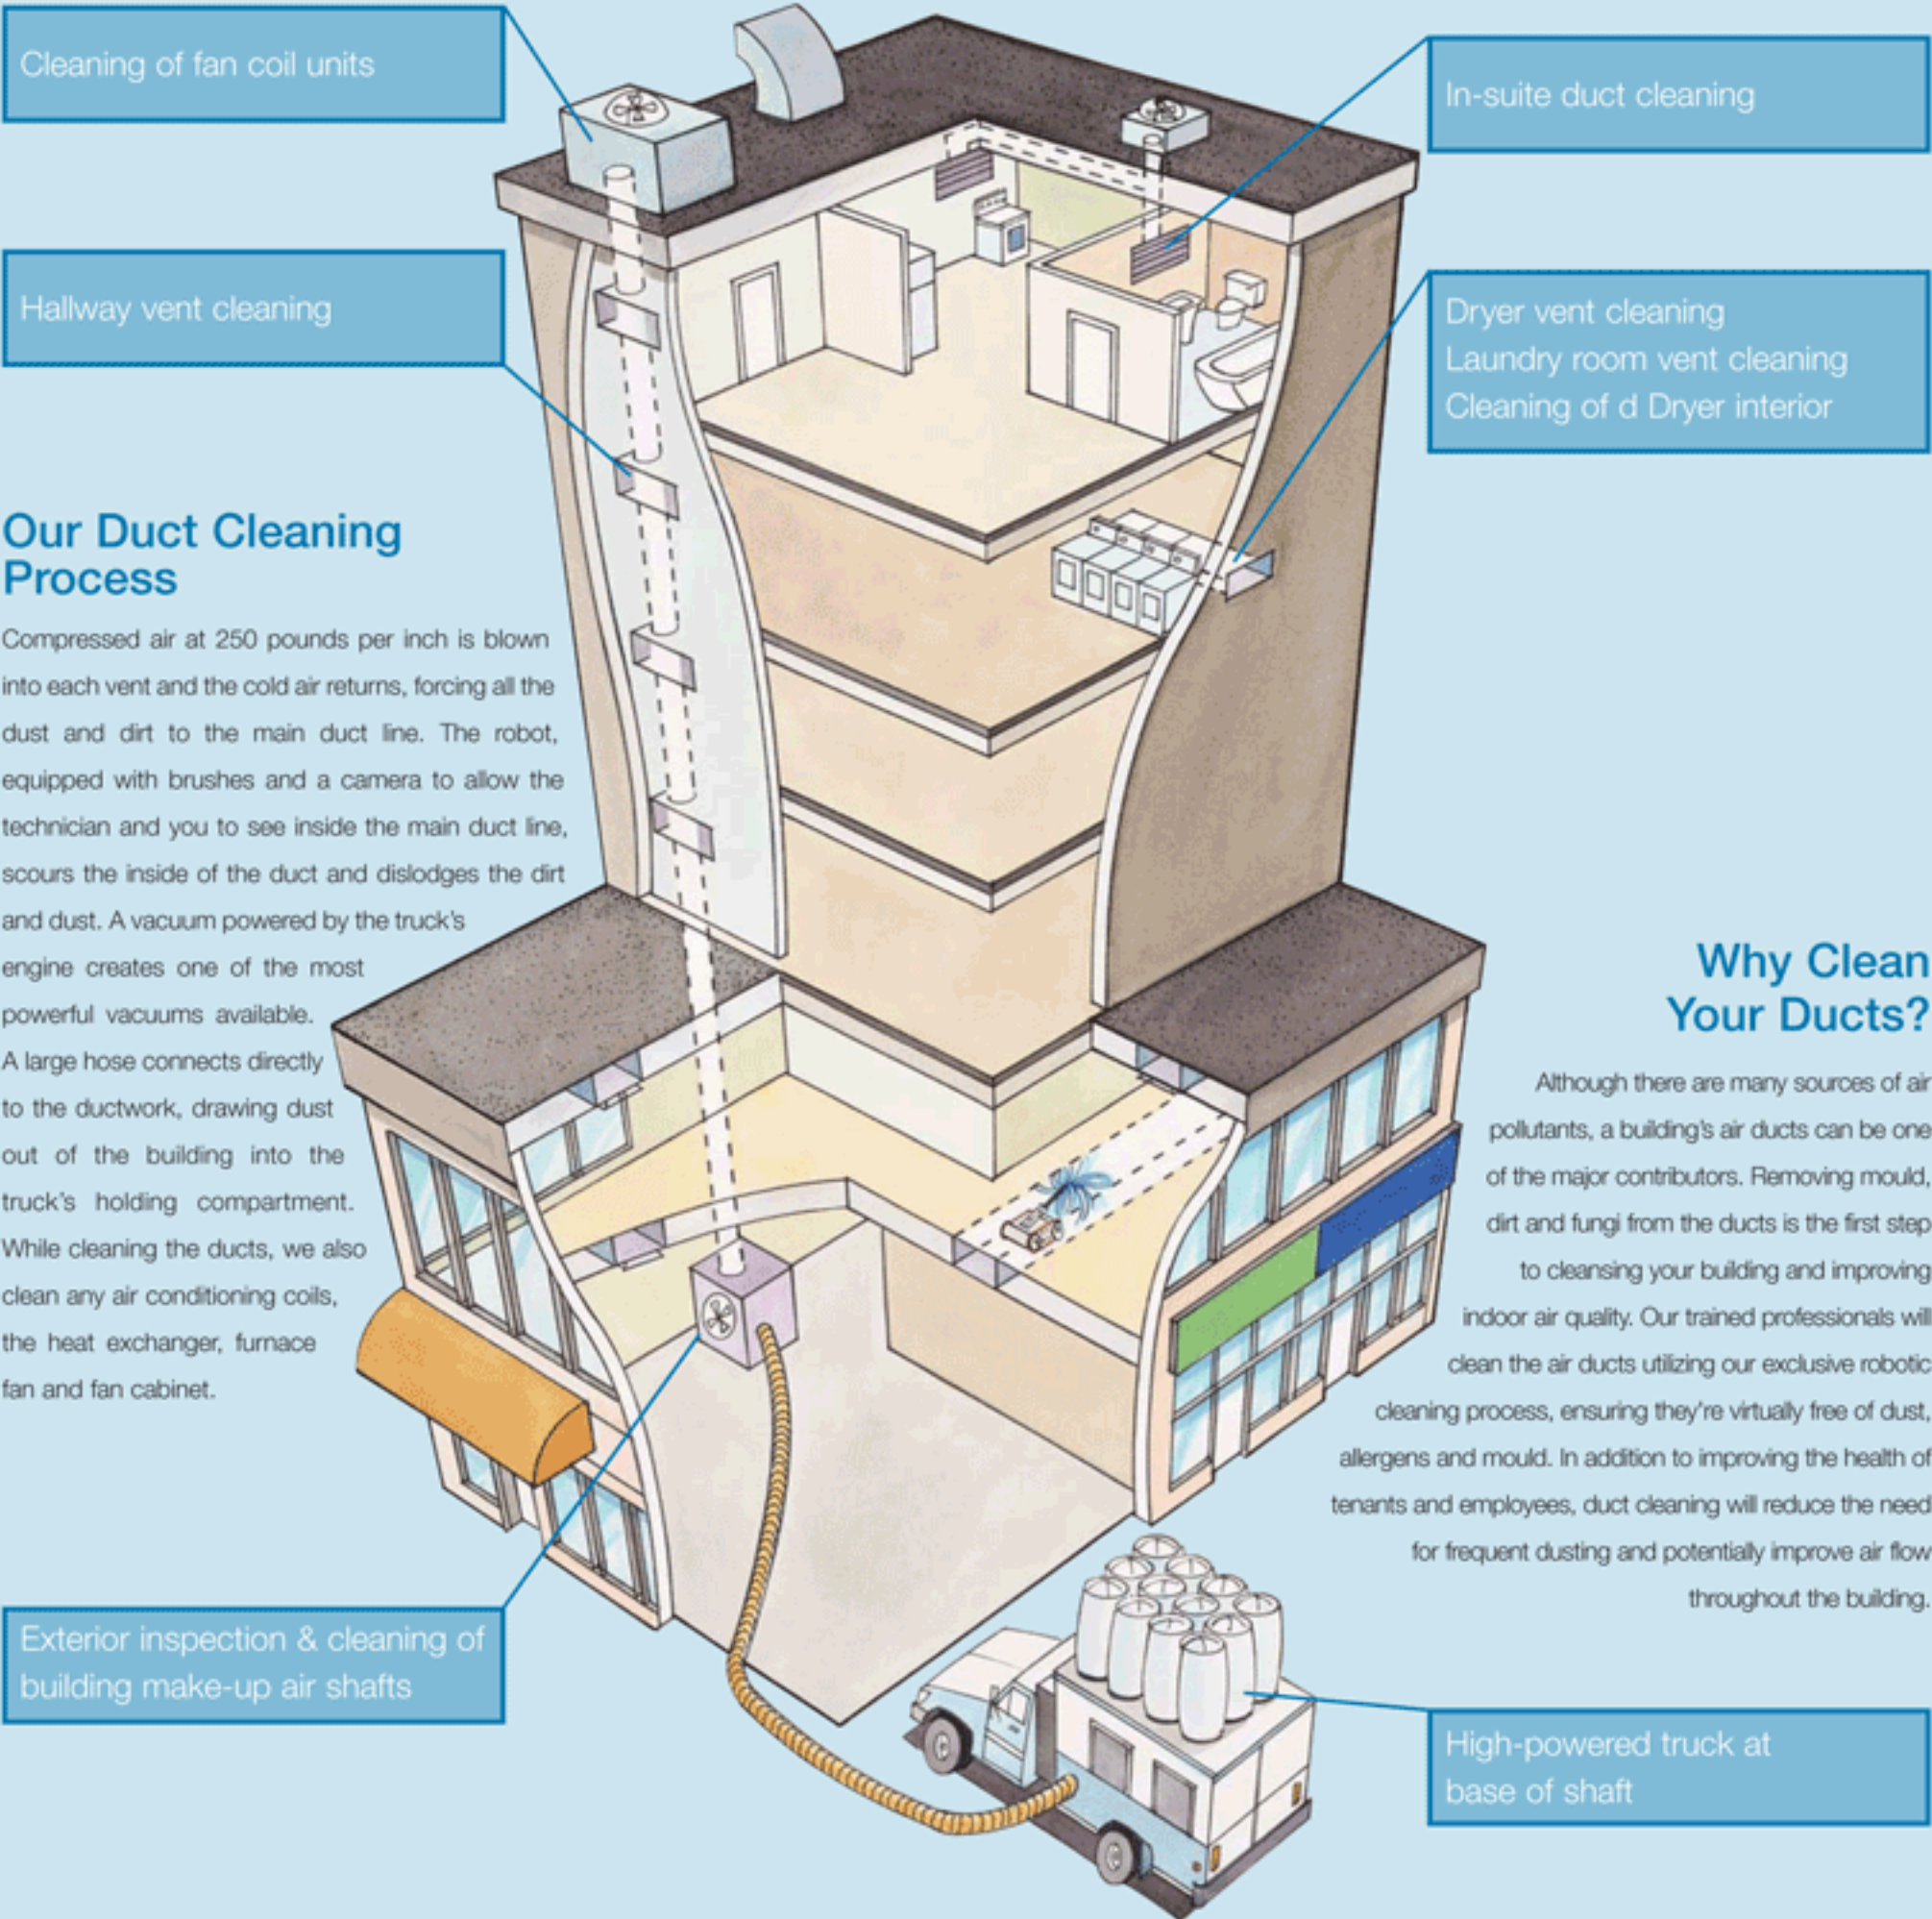 Cleaning of fan coil units
In-suite duct cleaning
Hallway vent cleaning
Dryer vent cleaning
Laundry room vent cleaning
Cleaning of d Dryer interior
Our Duct Cleaning
Process
Compressed air at 250 pounds per inch is blown
into each vent and the cold air returns, forcing all the
dust and dirt to the main duct line. The robot,
equipped with brushes and a camera to allow the
technician and you to see inside the main duct line,
scours the inside of the duct and dislodges the dirt
and dust. A vacuum powered by the truck's
engine creates one of the most
powerful vacuums available.
A large hose connects directly
to the ductwork, drawing dust
out of the building into the
truck's holding compartment.
While cleaning the ducts, we also
clean any air conditioning coils,
the heat exchanger, furnace
fan and fan cabinet.
Why Clean
Your Ducts?
Although there are many sources of air
pollutants, a building's air ducts can be one
of the major contributors. Removing mould,
dirt and fungi from the ducts is the first step
to cleansing your building and improving
indoor air quality. Our trained professionals will
clean the air ducts utilizing our exclusive robotic
cleaning process, ensuring they're virtually free of dust,
allergens and mould. In addition to improving the health of
tenants and employees, duct cleaning will reduce the need
for frequent dusting and potentially improve air flow
throughout the building.
Exterior inspection & cleaning of
building make-up air shafts
High-powered truck at
base of shaft